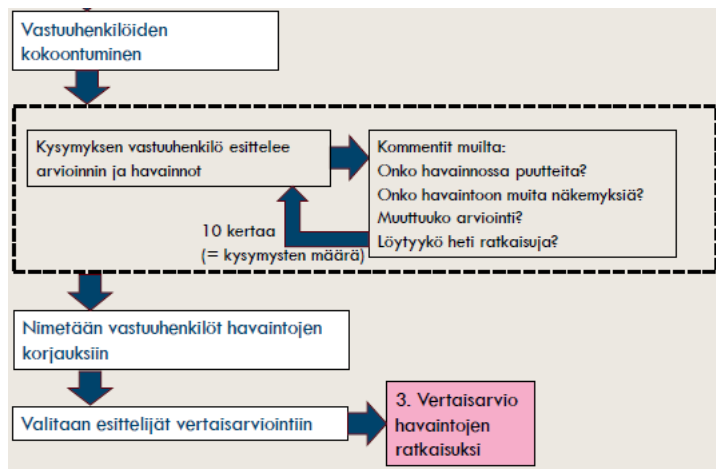 Vastuuhenkilöiden
kokoontuminen
Kysymyksen vastuuhenkilö esittelee
arvioinnin ja havainnot
Kommentit muilta:
Onko havainnossa puutteita?
Onko havaintoon muita näkemyksiä?
Muuttuuko arviointi?
Löytyykö heti ratkaisuja?
10 kertaa
(= kysymysten määrä)
Nimetään vastuuhenkilöt havaintojen
korjauksiin
Valitaan esittelijät vertaisarviointiin
3. Vertaisarvio
havaintojen
ratkaisuksi